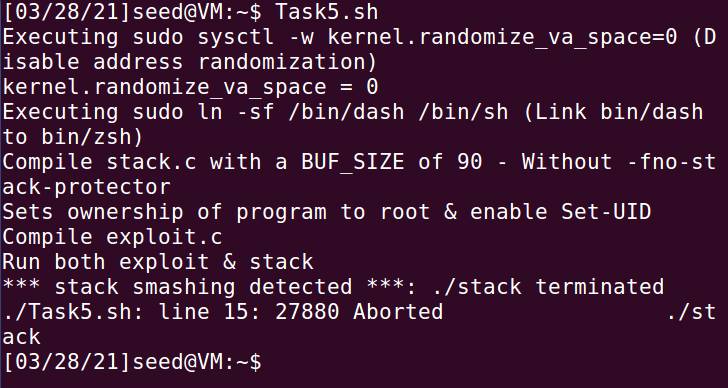 [03/28/21]seed@VM:~$ Task5.sh
Executing sudo sysctl -w kernel.randomize_va_space=0 (D
isable address randomization)
kernel.randomize_va_space = 0
Executing sudo ln -sf /bin/dash /bin/sh (Link bin/dash
to bin/zsh)
Compile stack.c with a BUF_SIZE of 90 - Without -fno-st
ack-protector
Sets ownership of program to root & enable Set-UID
Compile exploit.c
Run both exploit & stack
*** stack smashing detected ***: ./stack terminated
./Task5.sh: line 15: 27880 Aborted                 ./st
ack
[03/28/21]seed@VM:~$